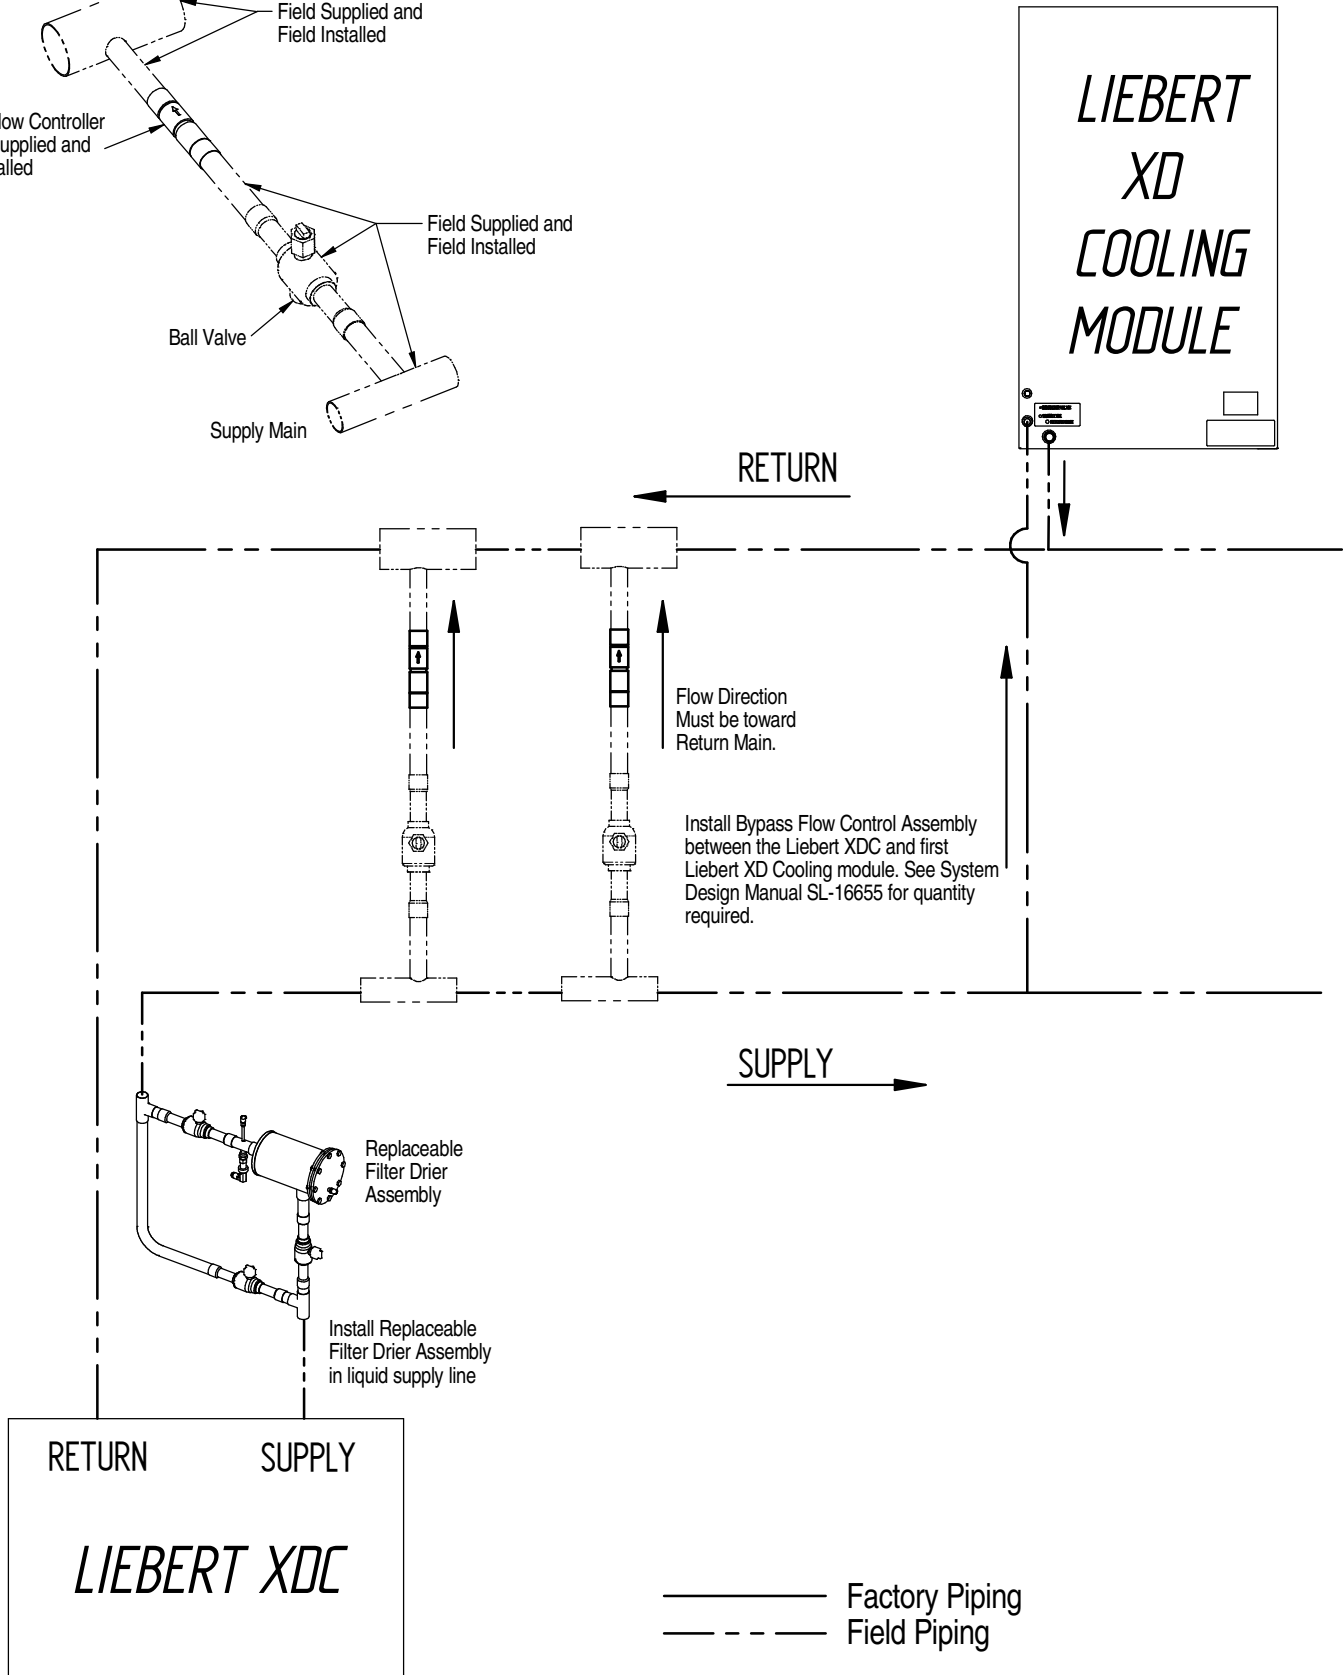 Field Supplied and
Field Installed
LIEBERT
XD
COOLING
MODULE
low Controller
upplied and
alled
Field Supplied and
Field Installed
Ball Valve
Supply Main
RETURN
Flow Direction
Must be toward
Return Main.
Install Bypass Flow Control Assembly
between the Liebert XDC and first
Liebert XD Cooling module. See System
Design Manual SL-16655 for quantity
required.
SUPPLY
Replaceable
Filter Drier
Assembly
Install Replaceable
Filter Drier Assembly
in liquid supply line
RETURN
SUPPLY
LIEBERT XDC
Factory Piping
Field Piping